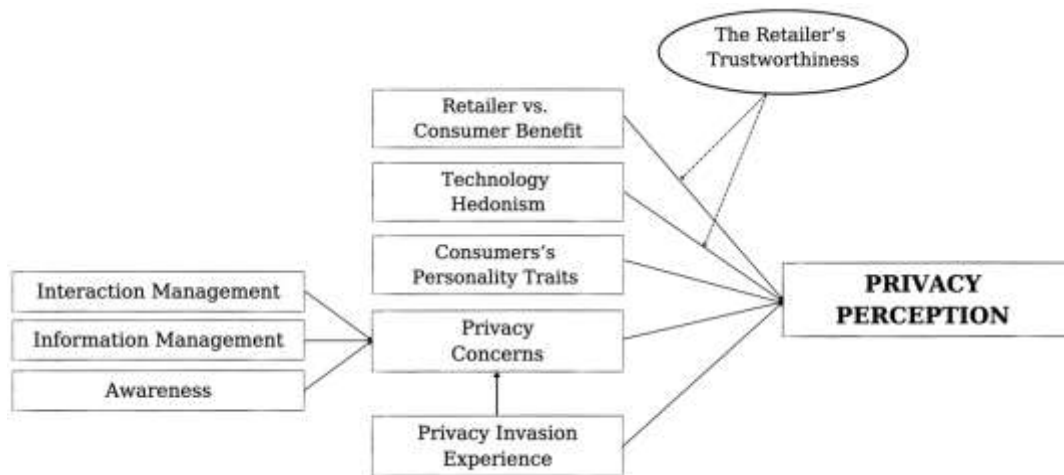 The Retailer's
Trustworthiness
Retailer vs.
Consumer Benefit
Technology
Hedonism
Consumers's
Personality Traits
Interaction Management
Information Management
Awareness
Privacy
Concerns
Privacy Invasion
Experience
PRIVACY
PERCEPTION